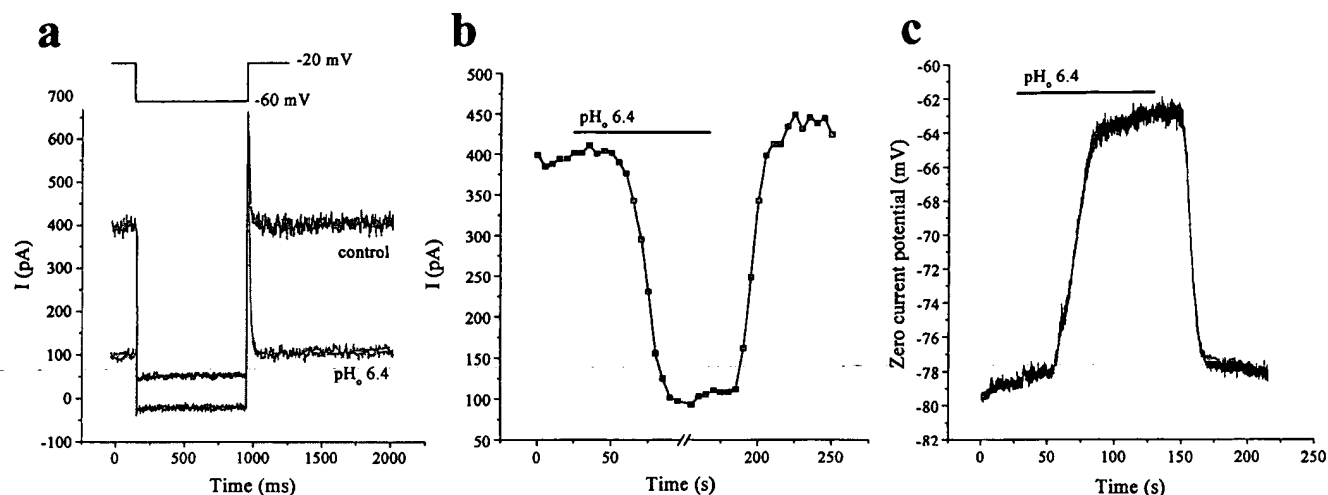 a
-20 mV
-60 mV
700
600
500
400
300
200
100
0
-100
I (pA)
control
pHo 6.4
0 500 1000 1500 2000
Time (ms)
b
500
450
400
350
300
250
200
150
100
50
I (pA)
pHo 6.4
0 50 100 200 250
Time (s)
c
-60
-62
-64
-66
-68
-70
-72
-74
-76
-78
-80
-82
Zero current potential (mV)
pHo 6.4
0 50 100 150 200 250
Time (s)